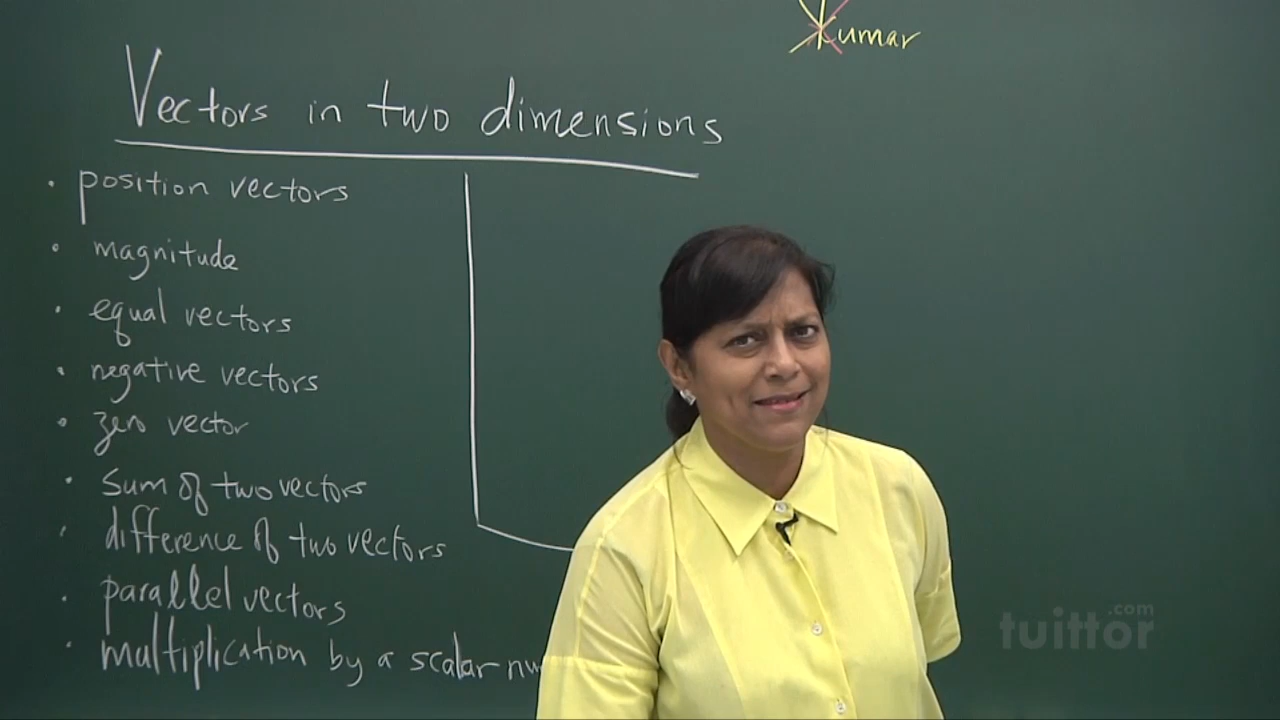 Kumar
Vectors in two dimensions
• position vectors
• magnitude
• equal vectors
• negative vectors
• zero vector
• sum of two vectors
• difference of two vectors
• parallel vectors
• multiplication by a scalar
tuittor.com